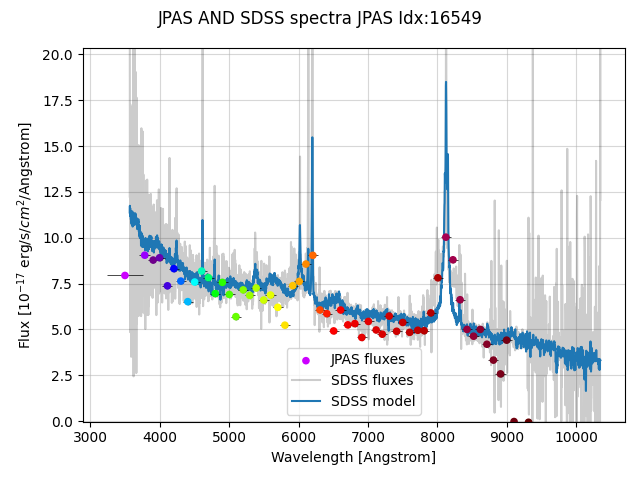 JPAS AND SDSS spectra JPAS Idx:16549
20.0
17.5
15.0
12.5
10.0
7.5
5.0
2.5
0.0
Flux [10⁻¹⁷ erg/s/cm²/Angstrom]
JPAS fluxes
SDSS fluxes
SDSS model
3000 4000 5000 6000 7000 8000 9000 10000
Wavelength [Angstrom]